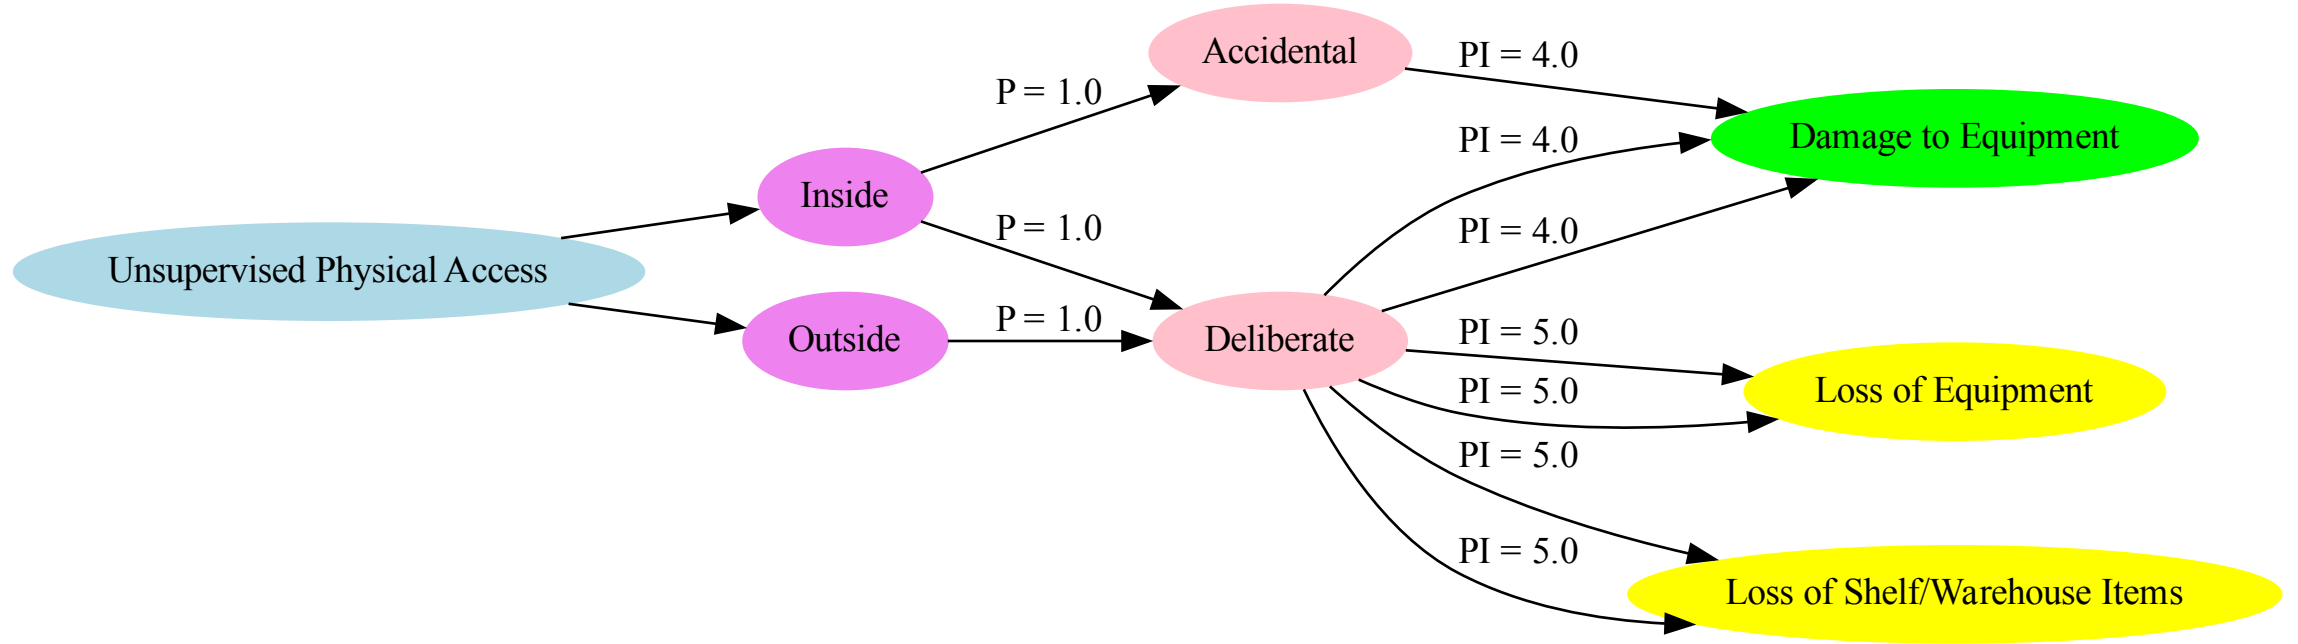 Unsupervised Physical Access
Inside
Outside
P = 1.0
P = 1.0
P = 1.0
Accidental
Deliberate
PI = 4.0
PI = 4.0
PI = 4.0
PI = 5.0
PI = 5.0
PI = 5.0
PI = 5.0
Damage to Equipment
Loss of Equipment
Loss of Shelf/Warehouse Items